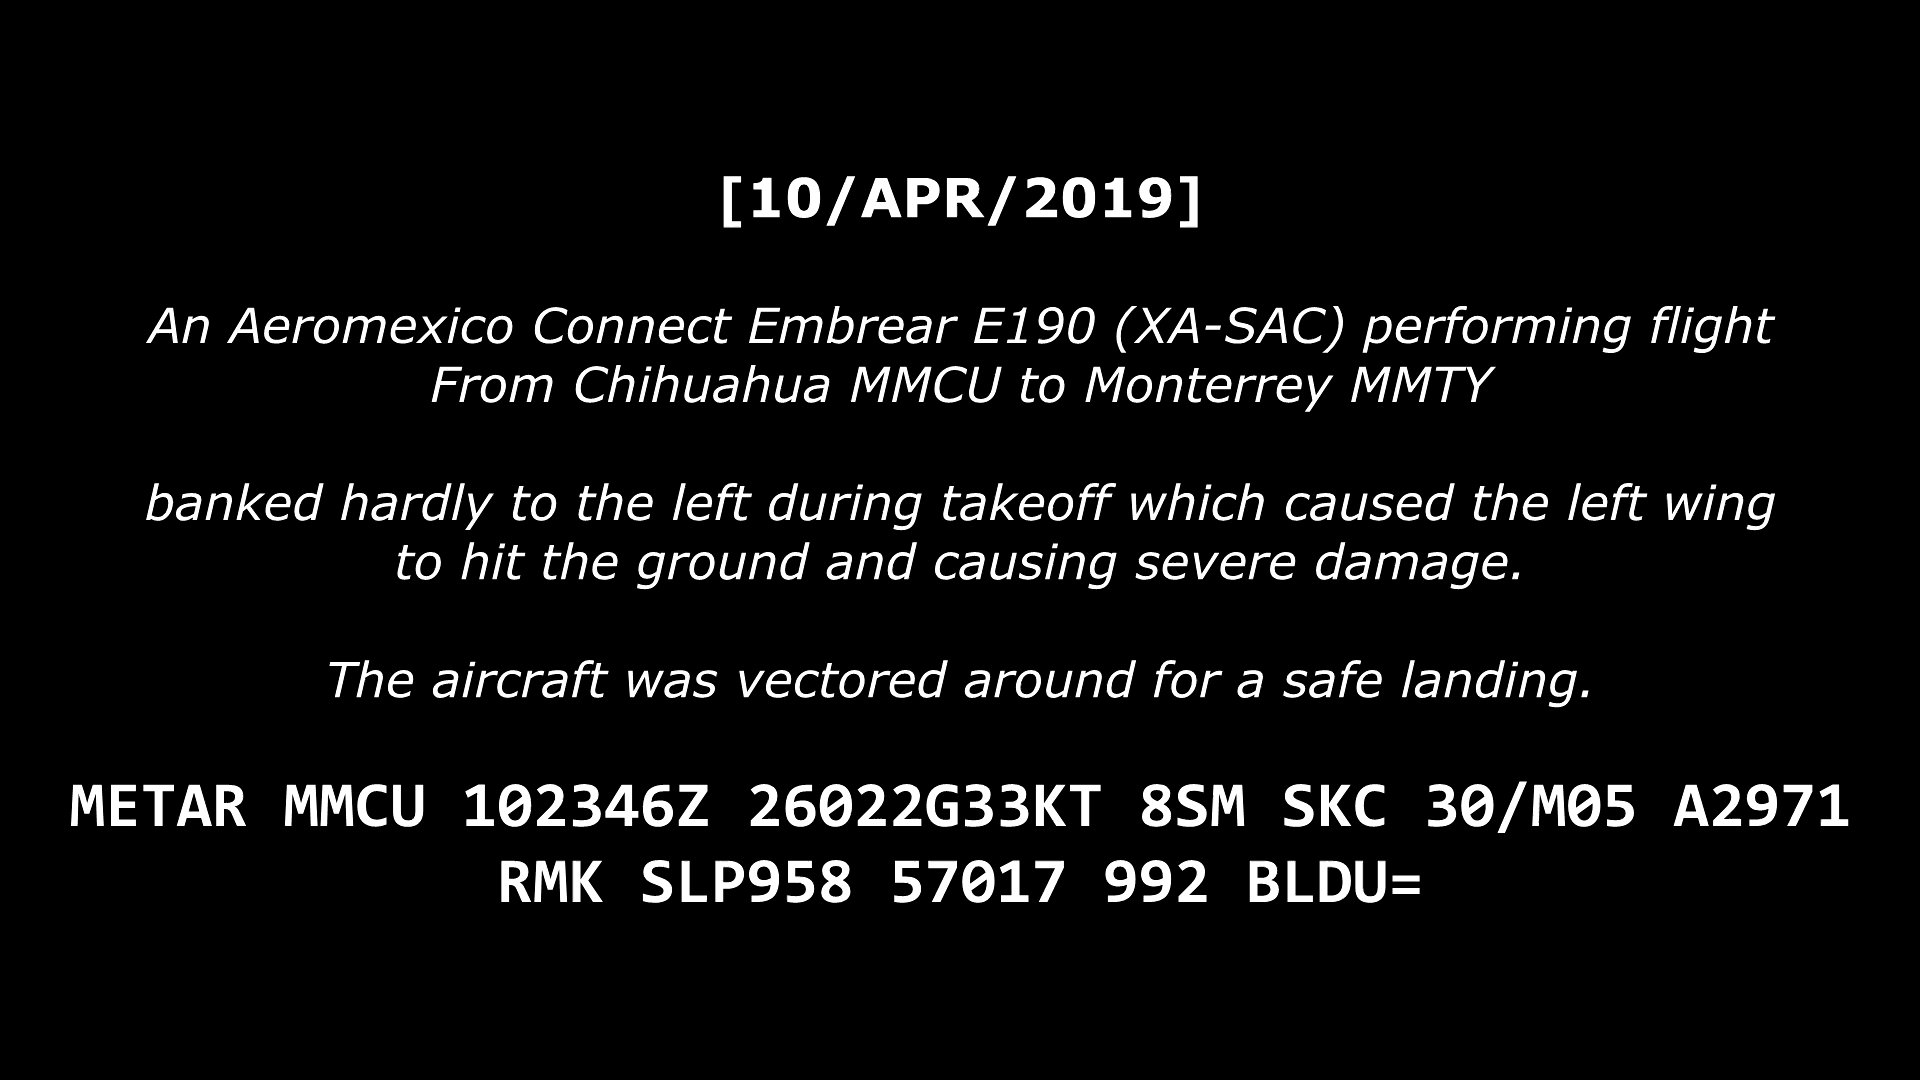 [10/APR/2019]
An Aeromexico Connect Embrear E190 (XA-SAC) performing flight
From Chihuahua MMCU to Monterrey MMTY
banked hardly to the left during takeoff which caused the left wing
to hit the ground and causing severe damage.
The aircraft was vectored around for a safe landing.
METAR MMCU 102346Z 26022G33KT 8SM SKC 30/M05 A2971
RMK SLP958 57017 992 BLDU=